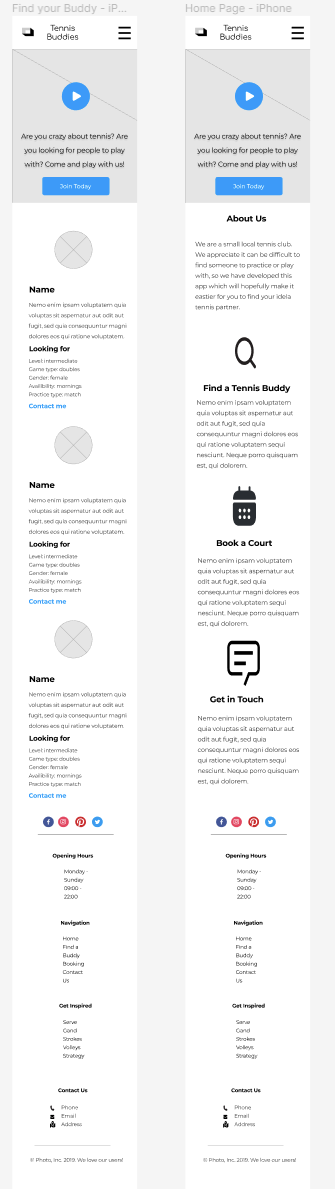 Find your Buddy - iP...
Tennis
Buddies
Are you crazy about tennis? Are
you looking for people to play
with? Come and play with us!
Join Today
Name
Nemo enim ipsam voluptatem quia
voluptas sit aspernatur aut odit aut
fugit, sed quia consequuntur magni
dolores eos qui ratione voluptatem.
Looking for
Level: intermediate
Game type: doubles
Gender: female
Availibility: mornings
Practice type: match
Contact me
Name
Nemo enim ipsam voluptatem quia
voluptas sit aspernatur aut odit aut
fugit, sed quia consequuntur magni
dolores eos qui ratione voluptatem.
Looking for
Level: intermediate
Game type: doubles
Gender: female
Availibility: mornings
Practice type: match
Contact me
Name
Nemo enim ipsam voluptatem quia
voluptas sit aspernatur aut odit aut
fugit, sed quia consequuntur magni
dolores eos qui ratione voluptatem.
Looking for
Level: intermediate
Game type: doubles
Gender: female
Availibility: mornings
Practice type: match
Contact me
Opening Hours
Monday -
Sunday
09:00 -
22:00
Navigation
Home
Find a
Buddy
Booking
Contact
Us
Get Inspired
Serve
Gand
Strokes
Volleys
Strategy
Contact Us
Phone
Email
Address
© Photo, Inc. 2019. We love our users!
Home Page - iPhone
Tennis
Buddies
Are you crazy about tennis? Are
you looking for people to play
with? Come and play with us!
Join Today
About Us
We are a small local tennis club.
We appreciate it can be difficult to
find someone to practice or play
with, so we have developed this
app which will hopefully make it
eastier for you to find your idela
tennis partner.
Find a Tennis Buddy
Nemo enim ipsam voluptatem
quia voluptas sit aspernatur aut
odit aut fugit, sed quia
consequuntur magni dolores eos
qui ratione voluptatem sequi
nesciunt. Neque porro quisquam
est, qui dolorem.
Book a Court
Nemo enim ipsam voluptatem
quia voluptas sit aspernatur aut
odit aut fugit, sed quia
consequuntur magni dolores eos
qui ratione voluptatem sequi
nesciunt. Neque porro quisquam
est, qui dolorem.
Get in Touch
Nemo enim ipsam voluptatem
quia voluptas sit aspernatur aut
odit aut fugit, sed quia
consequuntur magni dolores eos
qui ratione voluptatem sequi
nesciunt. Neque porro quisquam
est, qui dolorem.
Opening Hours
Monday -
Sunday
09:00 -
22:00
Navigation
Home
Find a
Buddy
Booking
Contact
Us
Get Inspired
Serve
Gand
Strokes
Volleys
Strategy
Contact Us
Phone
Email
Address
© Photo, Inc. 2019. We love our users!